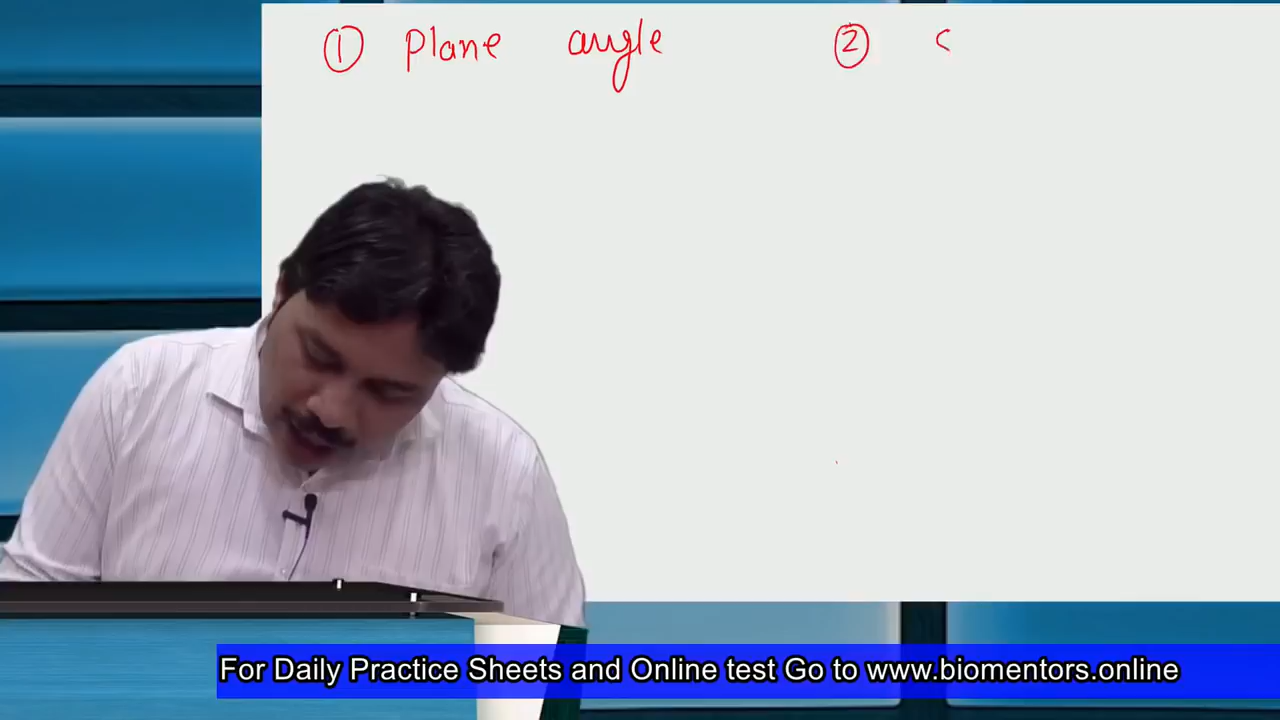 ① Plane angle ②
For Daily Practice Sheets and Online test Go to www.biomentors.online